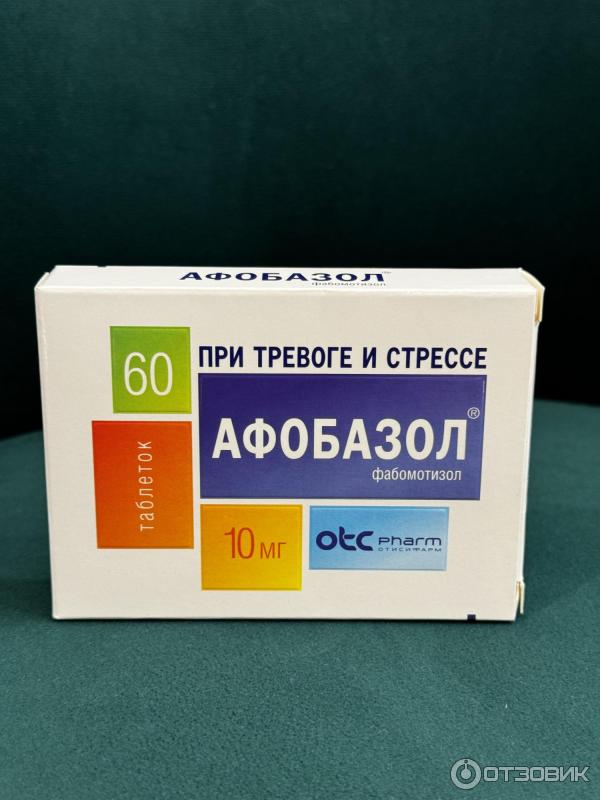 АФОБАЗОЛ®
фабомотизол
60
ПРИ ТРЕВОГЕ И СТРЕССЕ
таблеток
АФОБАЗОЛ®
фабомотизол
10 мг
otc pharm
ОТИСИФАРМ
ОТЗОВИК